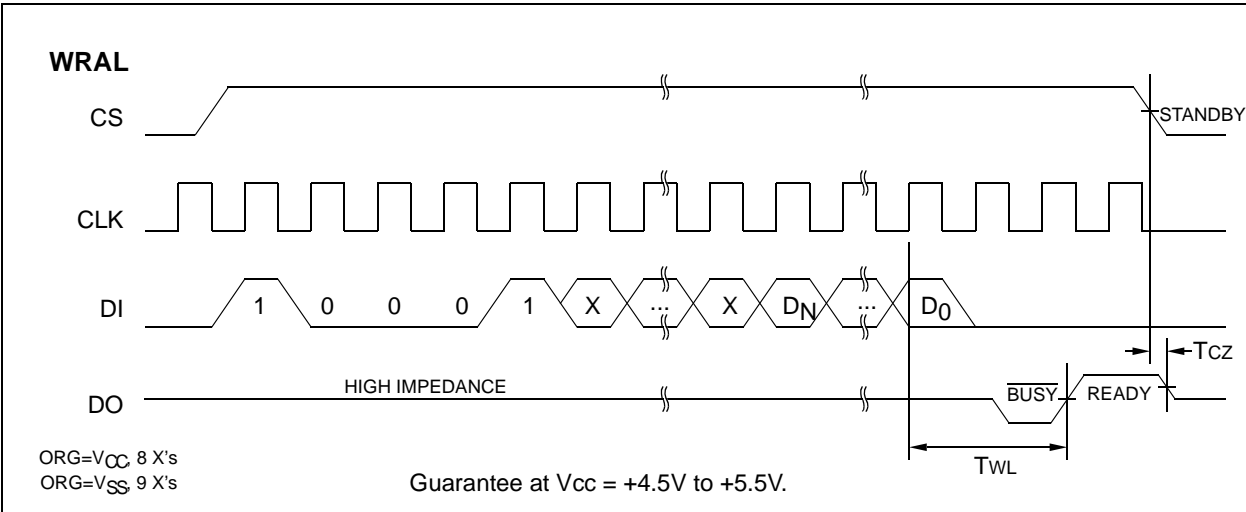 WRAL
CS
STANDBY
CLK
DI 1 0 0 0 1 X ... X DN ... D0
TCZ
HIGH IMPEDANCE
DO
BUSY READY
TWL
ORG=VCC, 8 X's
ORG=VSS, 9 X's
Guarantee at Vcc = +4.5V to +5.5V.